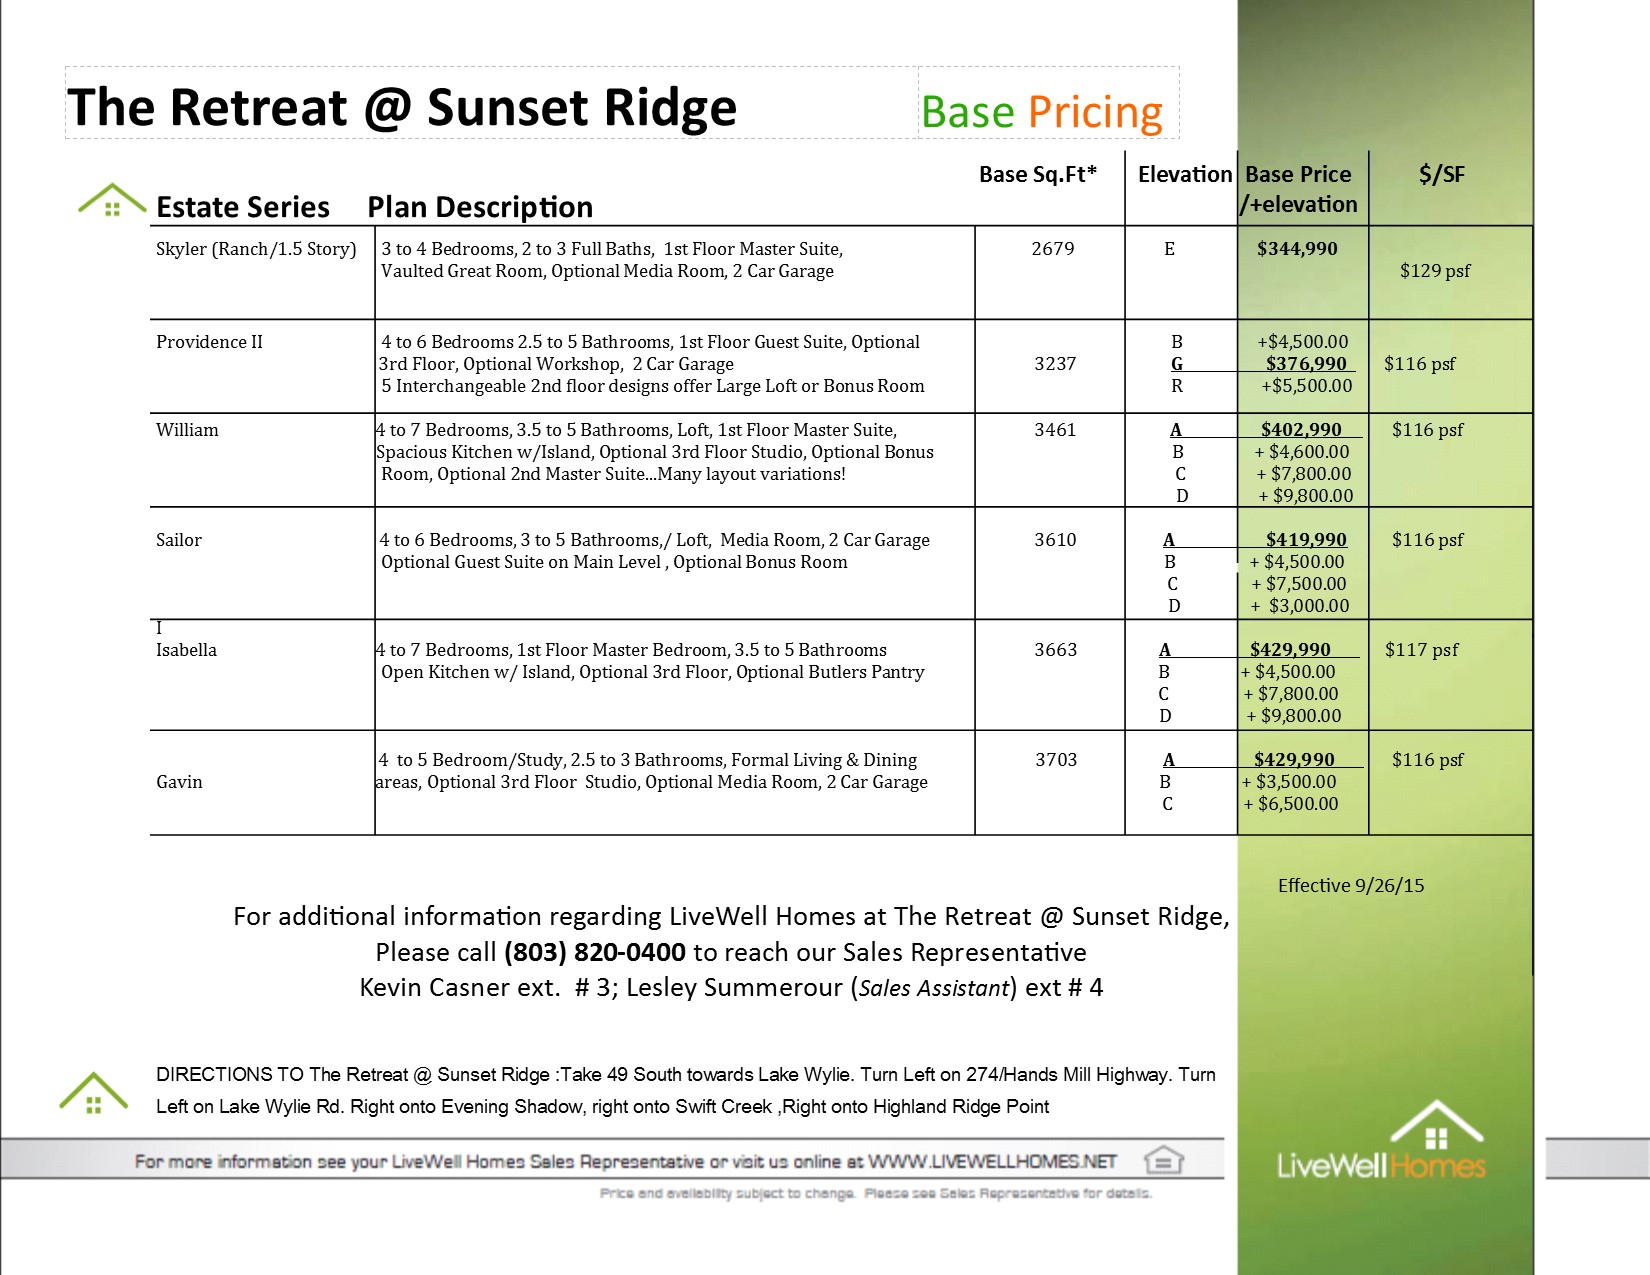 The Retreat @ Sunset Ridge Base Pricing
Base Sq.Ft* Elevation Base Price $/SF
Estate Series Plan Description /+elevation
Skyler (Ranch/1.5 Story) 3 to 4 Bedrooms, 2 to 3 Full Baths, 1st Floor Master Suite, 2679 E $344,990
Vaulted Great Room, Optional Media Room, 2 Car Garage $129 psf
Providence II 4 to 6 Bedrooms 2.5 to 5 Bathrooms, 1st Floor Guest Suite, Optional B +$4,500.00
3rd Floor, Optional Workshop, 2 Car Garage 3237 G $376,990 $116 psf
5 Interchangeable 2nd floor designs offer Large Loft or Bonus Room R +$5,500.00
William 4 to 7 Bedrooms, 3.5 to 5 Bathrooms, Loft, 1st Floor Master Suite, 3461 A $402,990 $116 psf
Spacious Kitchen w/Island, Optional 3rd Floor Studio, Optional Bonus B + $4,600.00
Room, Optional 2nd Master Suite...Many layout variations! C + $7,800.00
D + $9,800.00
Sailor 4 to 6 Bedrooms, 3 to 5 Bathrooms,/ Loft, Media Room, 2 Car Garage 3610 A $419,990 $116 psf
Optional Guest Suite on Main Level , Optional Bonus Room B + $4,500.00
C + $7,500.00
D + $3,000.00
I
Isabella 4 to 7 Bedrooms, 1st Floor Master Bedroom, 3.5 to 5 Bathrooms 3663 A $429,990 $117 psf
Open Kitchen w/ Island, Optional 3rd Floor, Optional Butlers Pantry B + $4,500.00
C + $7,800.00
D + $9,800.00
4 to 5 Bedroom/Study, 2.5 to 3 Bathrooms, Formal Living & Dining 3703 A $429,990 $116 psf
Gavin areas, Optional 3rd Floor Studio, Optional Media Room, 2 Car Garage B + $3,500.00
C + $6,500.00
Effective 9/26/15
For additional information regarding LiveWell Homes at The Retreat @ Sunset Ridge,
Please call (803) 820-0400 to reach our Sales Representative
Kevin Casner ext. # 3; Lesley Summerour (Sales Assistant) ext # 4
DIRECTIONS TO The Retreat @ Sunset Ridge :Take 49 South towards Lake Wylie. Turn Left on 274/Hands Mill Highway. Turn
Left on Lake Wylie Rd. Right onto Evening Shadow, right onto Swift Creek ,Right onto Highland Ridge Point
For more information see your LiveWell Homes Sales Representative or visit us online at WWW.LIVEWELLHOMES.NET
LiveWellHomes
Price and availability subject to change. Please see Sales Representative for details.